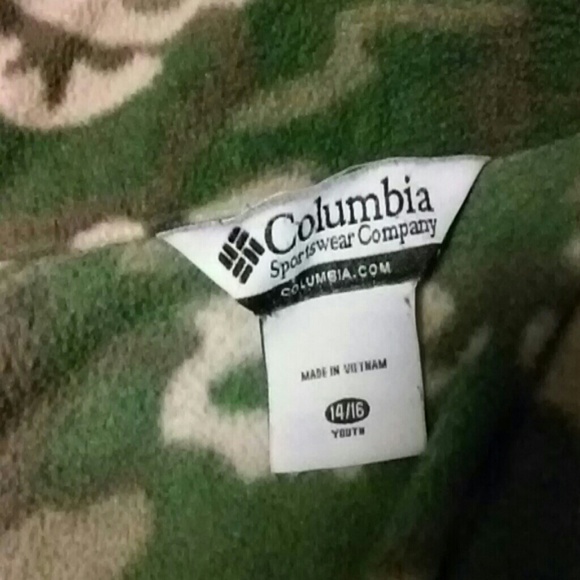 Columbia
Sportswear Company
COLUMBIA.COM
MADE IN VIETNAM
14/16
YOUTH